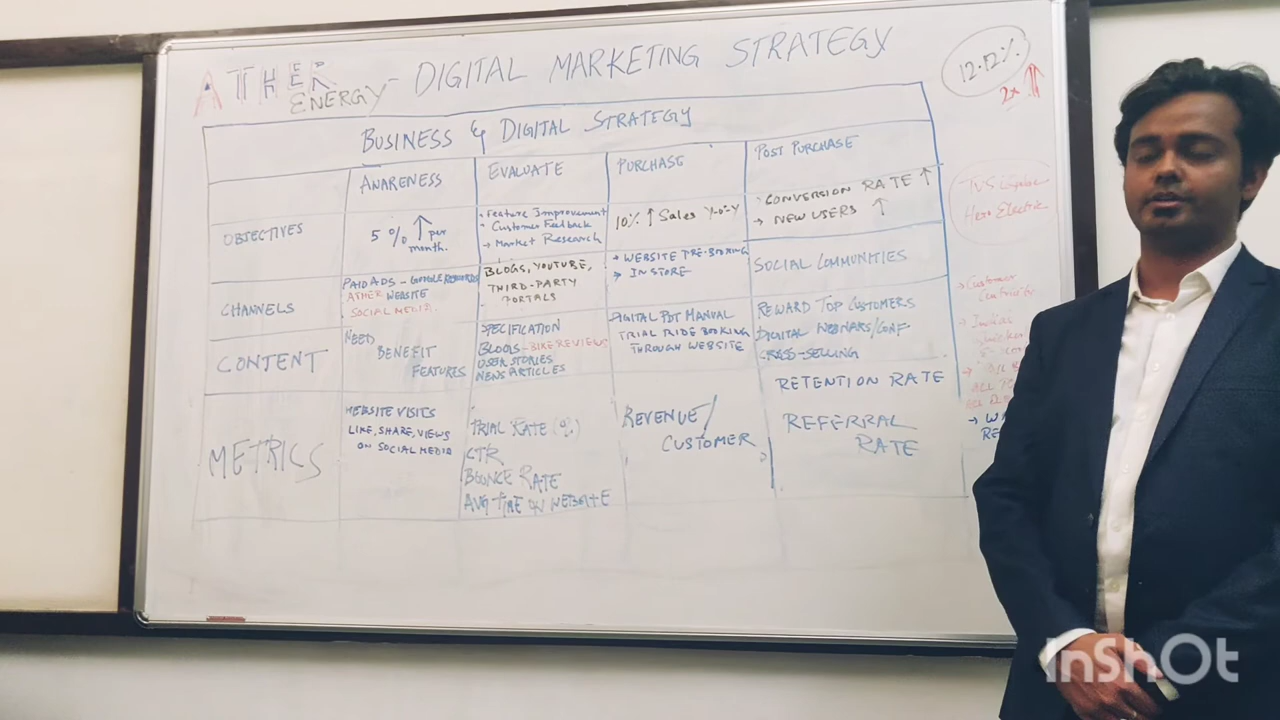 ATHER ENERGY - DIGITAL MARKETING STRATEGY
12.12%
2x ↑
BUSINESS & DIGITAL STRATEGY
AWARENESS
EVALUATE
PURCHASE
POST PURCHASE
OBJECTIVES
5% ↑ per
month.
Feature Improvement
Customer Feedback
→ Market Research
10% ↑ Sales Y-O-Y
CONVERSION RATE ↑
→ NEW USERS ↑
CHANNELS
PAID ADS - GOOGLE
ATHER WEBSITE
SOCIAL MEDIA.
BLOGS, YOUTUBE,
THIRD-PARTY
PORTALS
→ WEBSITE PRE-BOOKING
→ IN STORE
SOCIAL COMMUNITIES
CONTENT
NEED
BENEFIT
FEATURES
SPECIFICATION
BLOGS - BIKE REVIEWS
USER STORIES
NEWS ARTICLES
DIGITAL PDT MANUAL
TRIAL RIDE BOOKING
THROUGH WEBSITE
REWARD TOP CUSTOMERS
DIGITAL WEBINARS/CONF
CROSS-SELLING
METRICS
WEBSITE VISITS
LIKE, SHARE, VIEWS
ON SOCIAL MEDIA
TRIAL RATE (%)
CTR
BOUNCE RATE
AVG TIME ON WEBSITE
REVENUE/
CUSTOMER
RETENTION RATE
REFERRAL
RATE
TVS
Hero Electric
→ Customer
InShOt